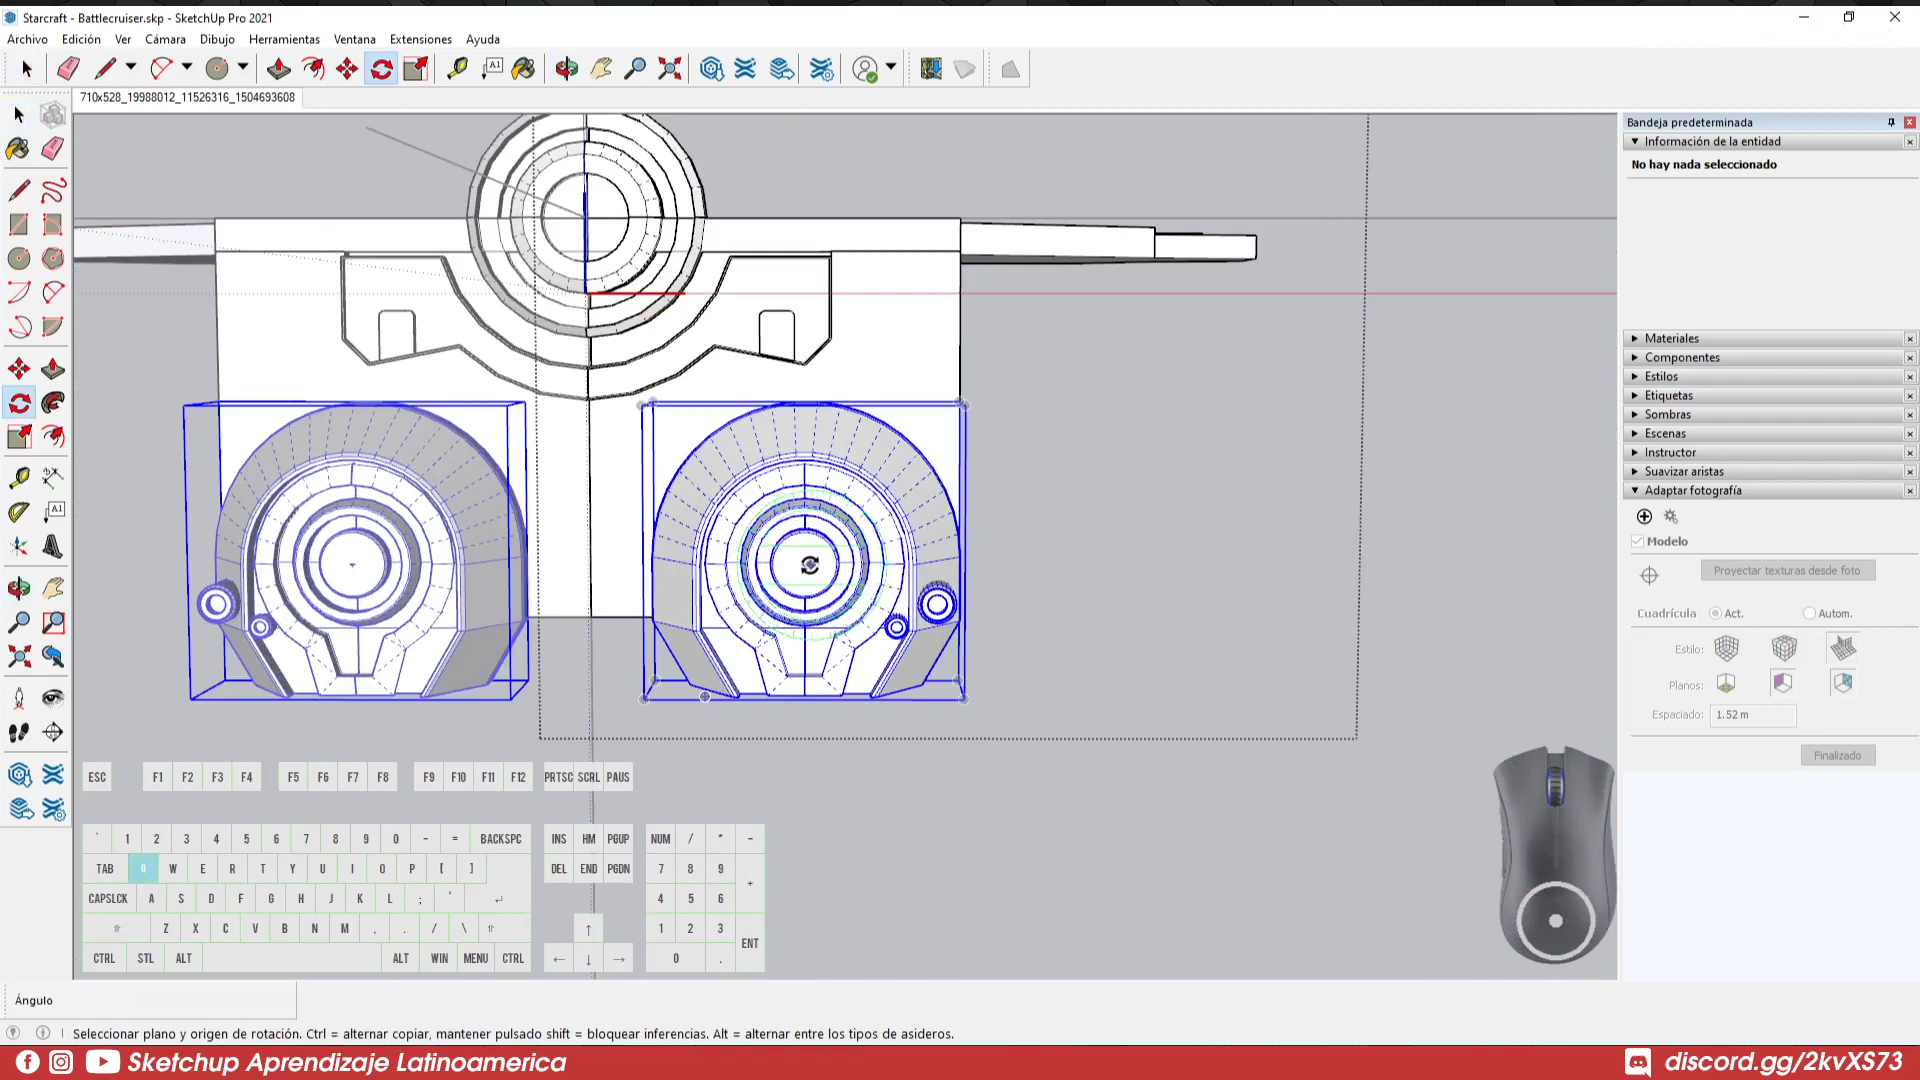 Starcraft - Battlecruiser.skp - SketchUp Pro 2021
Archivo Edición Ver Cámara Dibujo Herramientas Ventana Extensiones Ayuda
A1
710x528_19988012_11526316_1504693608
Bandeja predeterminada
Información de la entidad
No hay nada seleccionado
Materiales
Componentes
Estilos
Etiquetas
Sombras
Escenas
Instructor
Suavizar aristas
Adaptar fotografía
Modelo
Proyectar texturas desde foto
Cuadrícula Act. Autom.
Estilo:
Planos:
Espaciado: 1.52 m
Finalizado
A1
ESC F1 F2 F3 F4 F5 F6 F7 F8 F9 F10 F11 F12 PRTSC SCRL PAUS
` 1 2 3 4 5 6 7 8 9 0 - = BACKSPC INS HM PGUP NUM / * -
TAB Q W E R T Y U I O P [ ] DEL END PGDN 7 8 9 +
CAPSLCK A S D F G H J K L ; ' ↵ 4 5 6
⇧ Z X C V B N M , . / \ ⇧ ↑ 1 2 3 ENT
CTRL STL ALT ALT WIN MENU CTRL ← ↓ → 0 .
Ángulo
Seleccionar plano y origen de rotación. Ctrl = alternar copiar, mantener pulsado shift = bloquear inferencias. Alt = alternar entre los tipos de asideros.
Sketchup Aprendizaje Latinoamerica
discord.gg/2kvXS73